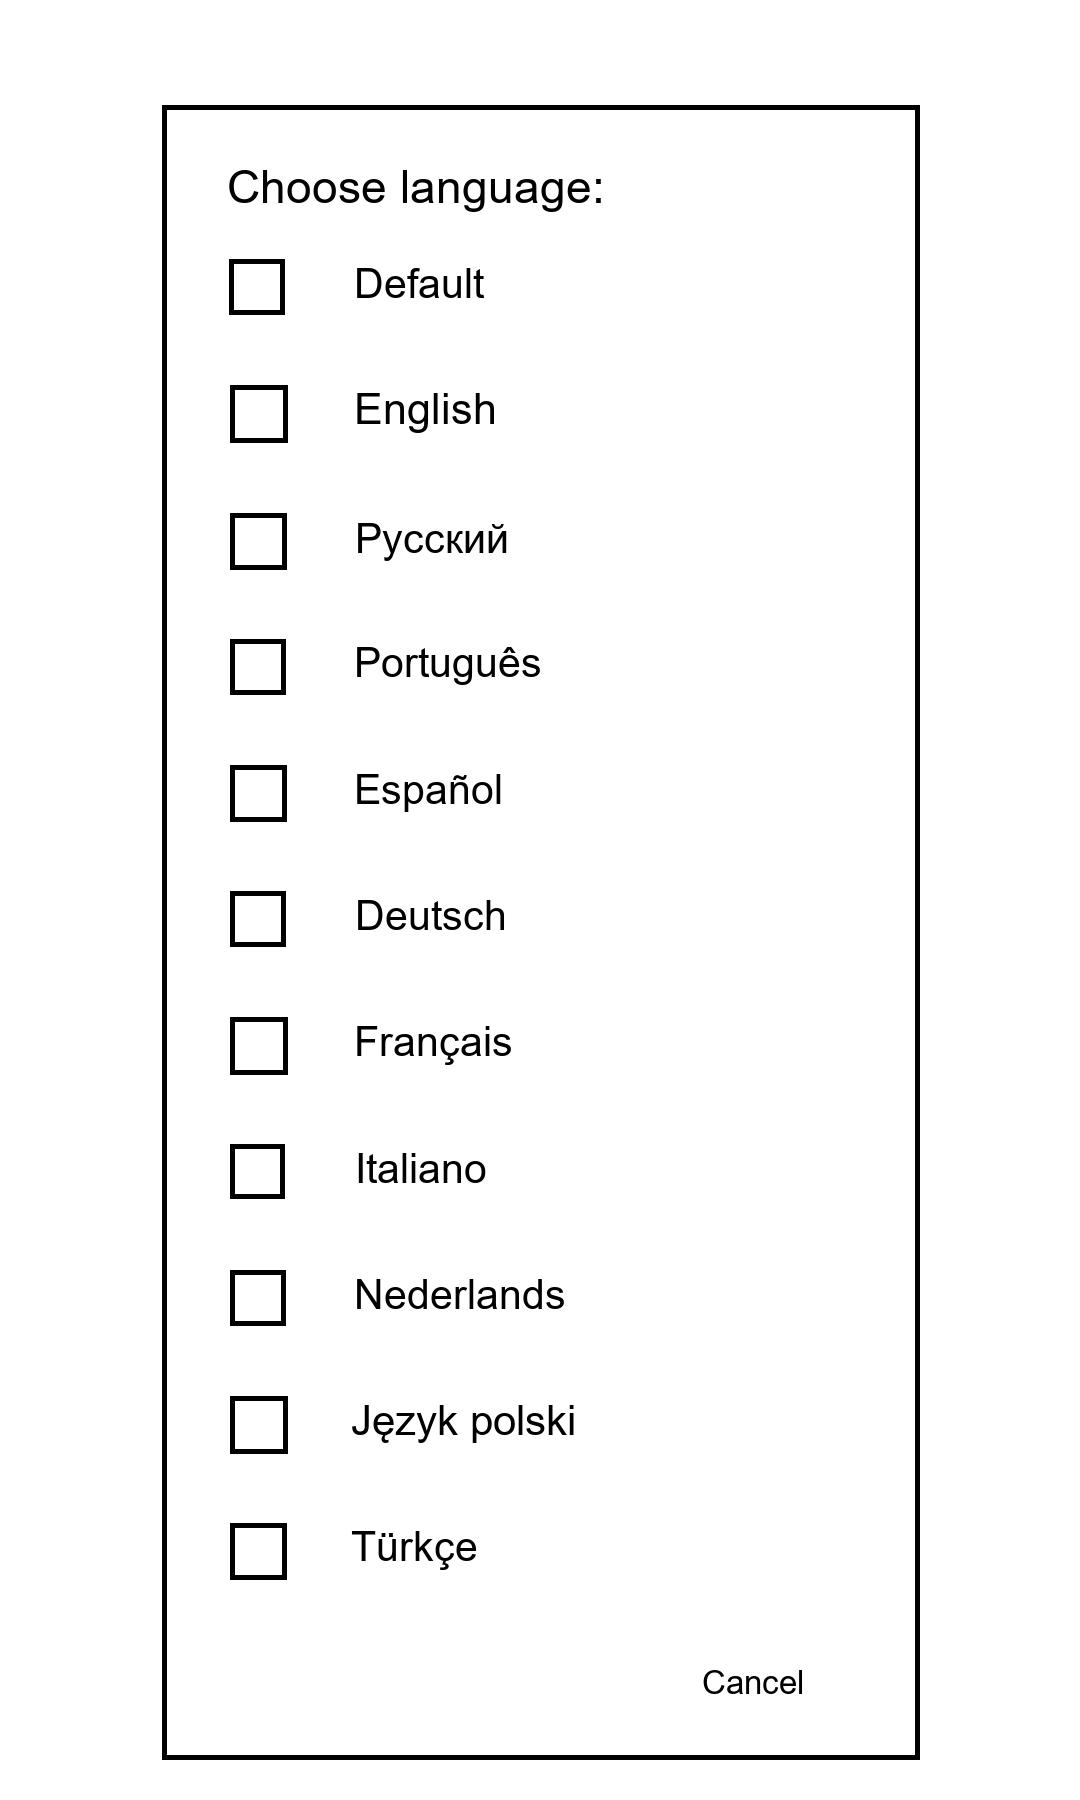 Choose language:
Default
English
Русский
Português
Español
Deutsch
Français
Italiano
Nederlands
Język polski
Türkçe
Cancel